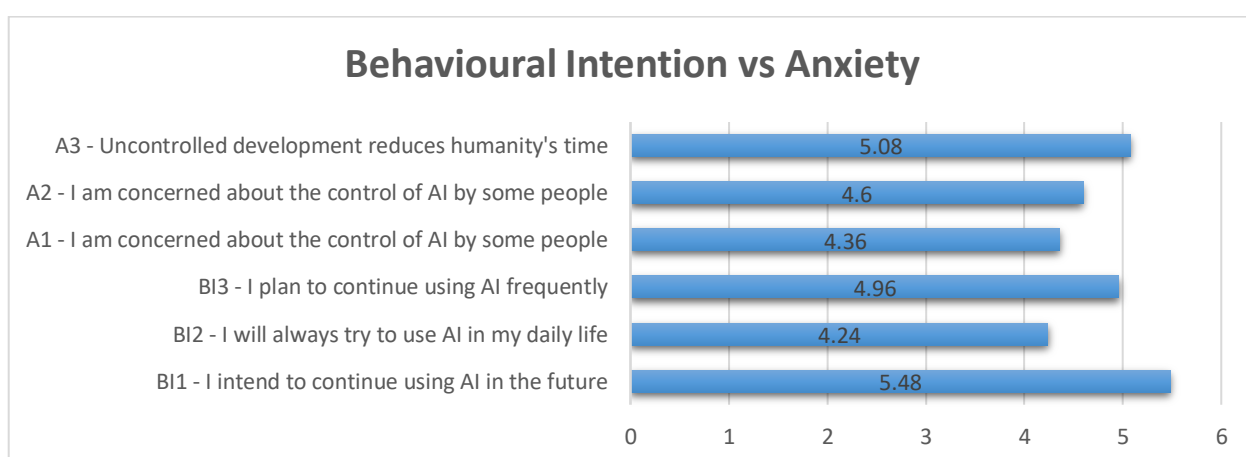 Behavioural Intention vs Anxiety
A3 - Uncontrolled development reduces humanity's time
5.08
A2 - I am concerned about the control of AI by some people
4.6
A1 - I am concerned about the control of AI by some people
4.36
BI3 - I plan to continue using AI frequently
4.96
BI2 - I will always try to use AI in my daily life
4.24
BI1 - I intend to continue using AI in the future
5.48
0 1 2 3 4 5 6